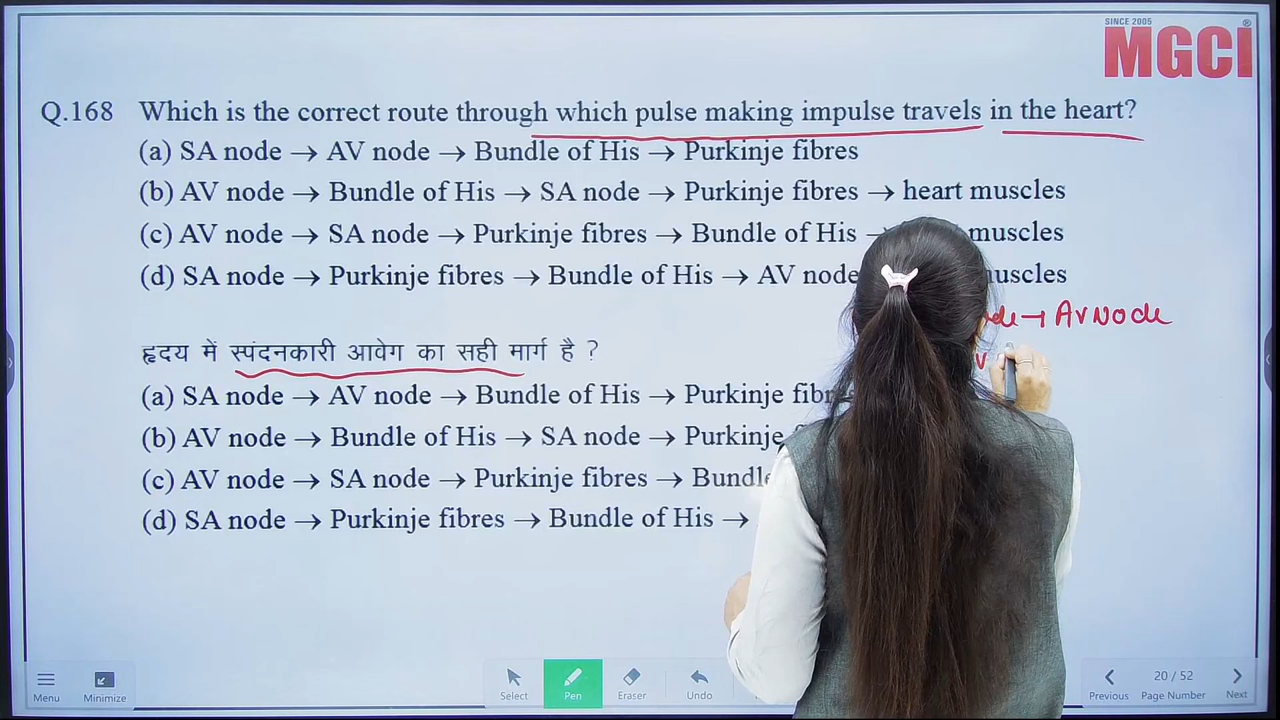 SINCE 2005
MGCI®
Q.168 Which is the correct route through which pulse making impulse travels in the heart?
(a) SA node → AV node → Bundle of His → Purkinje fibres
(b) AV node → Bundle of His → SA node → Purkinje fibres → heart muscles
(c) AV node → SA node → Purkinje fibres → Bundle of His → muscles
(d) SA node → Purkinje fibres → Bundle of His → AV node
→ AV Node
हृदय में स्पंदनकारी आवेग का सही मार्ग है ?
(a) SA node → AV node → Bundle of His → Purkinje
(b) AV node → Bundle of His → SA node → Purkinje
(c) AV node → SA node → Purkinje fibres →
(d) SA node → Purkinje fibres → Bundle of His →
Menu
Minimize
Select
Pen
Eraser
Undo
Previous
20 / 52
Page Number
Next